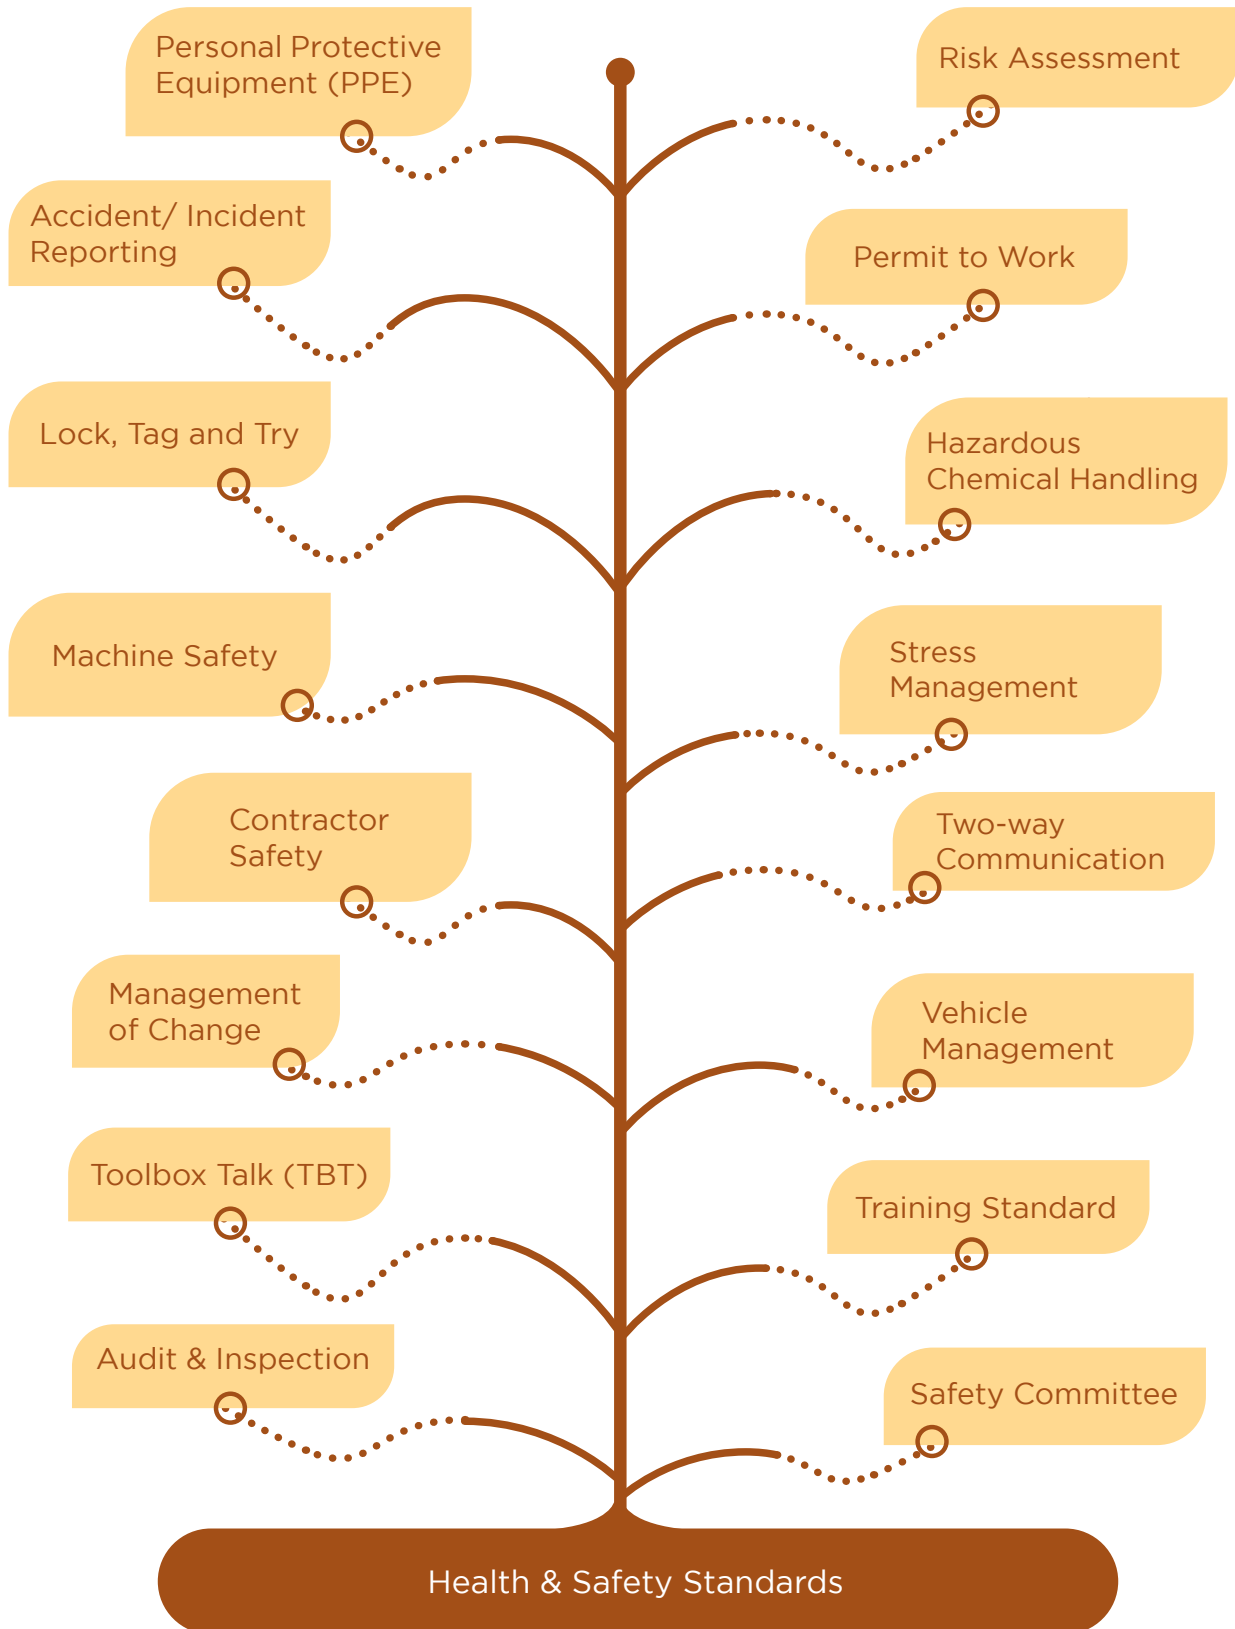 Personal Protective
Equipment (PPE)
Risk Assessment
Accident/ Incident
Reporting
Permit to Work
Lock, Tag and Try
Hazardous
Chemical Handling
Machine Safety
Stress
Management
Contractor
Safety
Two-way
Communication
Management
of Change
Vehicle
Management
Toolbox Talk (TBT)
Training Standard
Audit & Inspection
Safety Committee
Health & Safety Standards